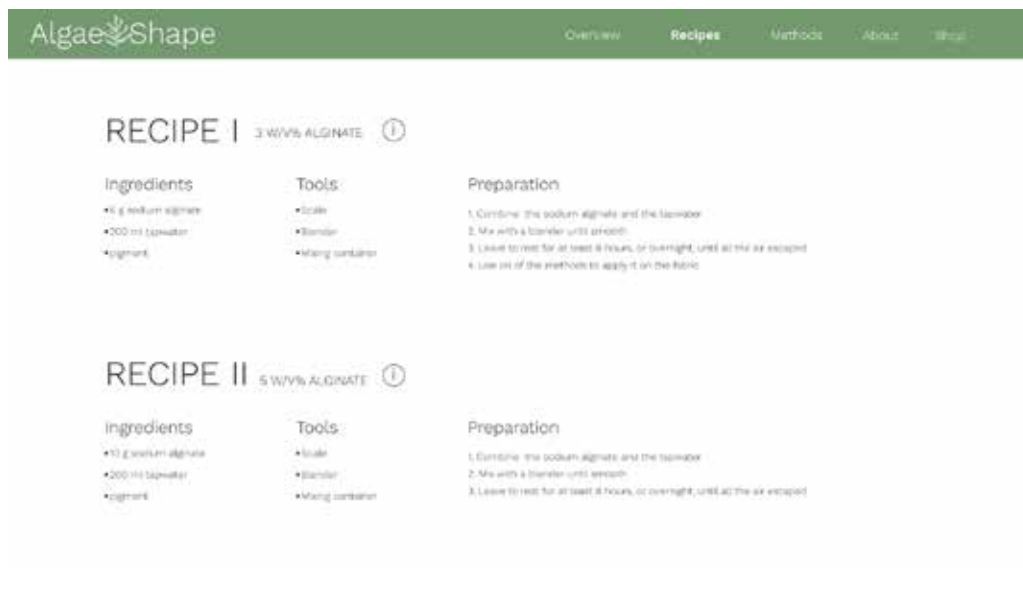 Algae Shape
Overview Recipes Methods About Shop
RECIPE I 3 W/V% ALGINATE i
Ingredients
•6 g sodium alginate
•200 ml tapwater
•pigment
Tools
•Scale
•Blender
•Mixing container
Preparation
1. Combine the sodium alginate and the tapwater
2. Mix with a blender until smooth
3. Leave to rest for at least 8 hours, or overnight, until all the air escaped
4. Use on of the methods to apply it on the fabric
RECIPE II 5 W/V% ALGINATE i
Ingredients
•10 g sodium alginate
•200 ml tapwater
•pigment
Tools
•Scale
•Blender
•Mixing container
Preparation
1. Combine the sodium alginate and the tapwater
2. Mix with a blender until smooth
3. Leave to rest for at least 8 hours, or overnight, until all the air escaped